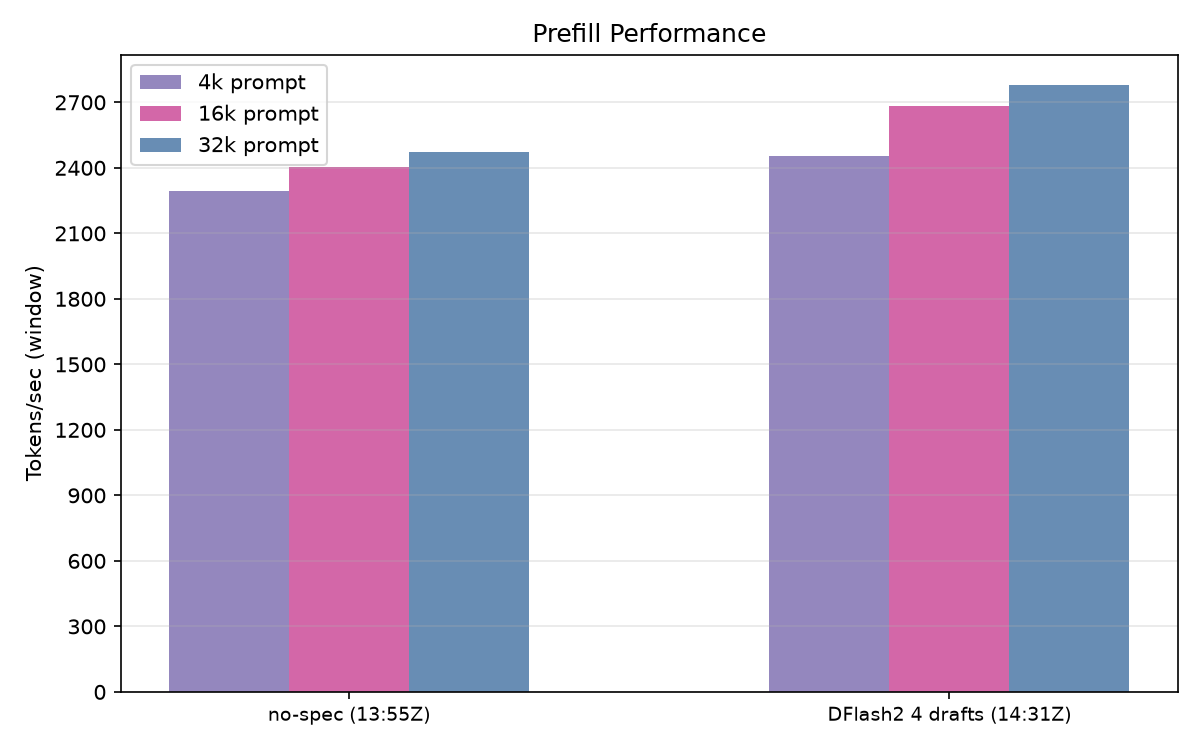 Prefill Performance
4k prompt
16k prompt
32k prompt
Tokens/sec (window)
2700
2400
2100
1800
1500
1200
900
600
300
0
no-spec (13:55Z)
DFlash2 4 drafts (14:31Z)